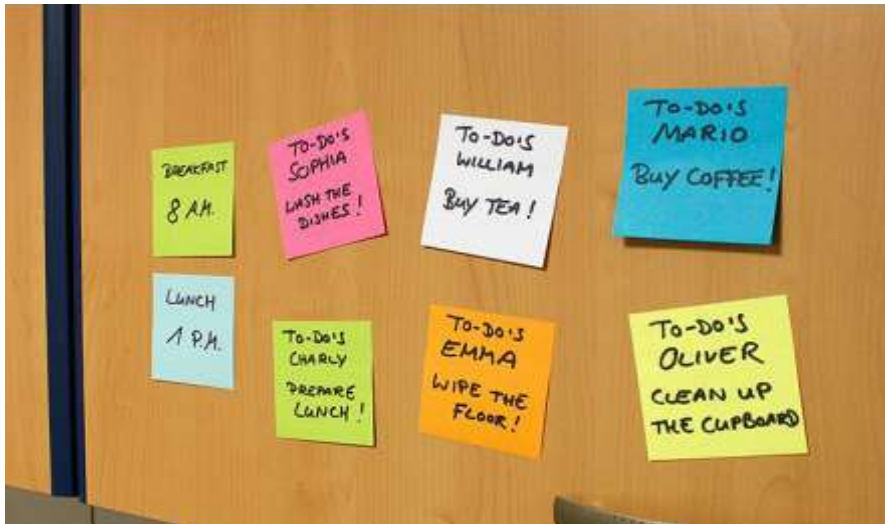 BREAKFAST
8 A.M.
TO-DO'S
SOPHIA
WASH THE
DISHES!
TO-DO'S
WILLIAM
BUY TEA!
TO-DO'S
MARIO
BUY COFFEE!
LUNCH
1 P.M.
TO-DO'S
CHARLY
PREPARE
LUNCH!
TO-DO'S
EMMA
WIPE THE
FLOOR!
TO-DO'S
OLIVER
CLEAN UP
THE CUPBOARD